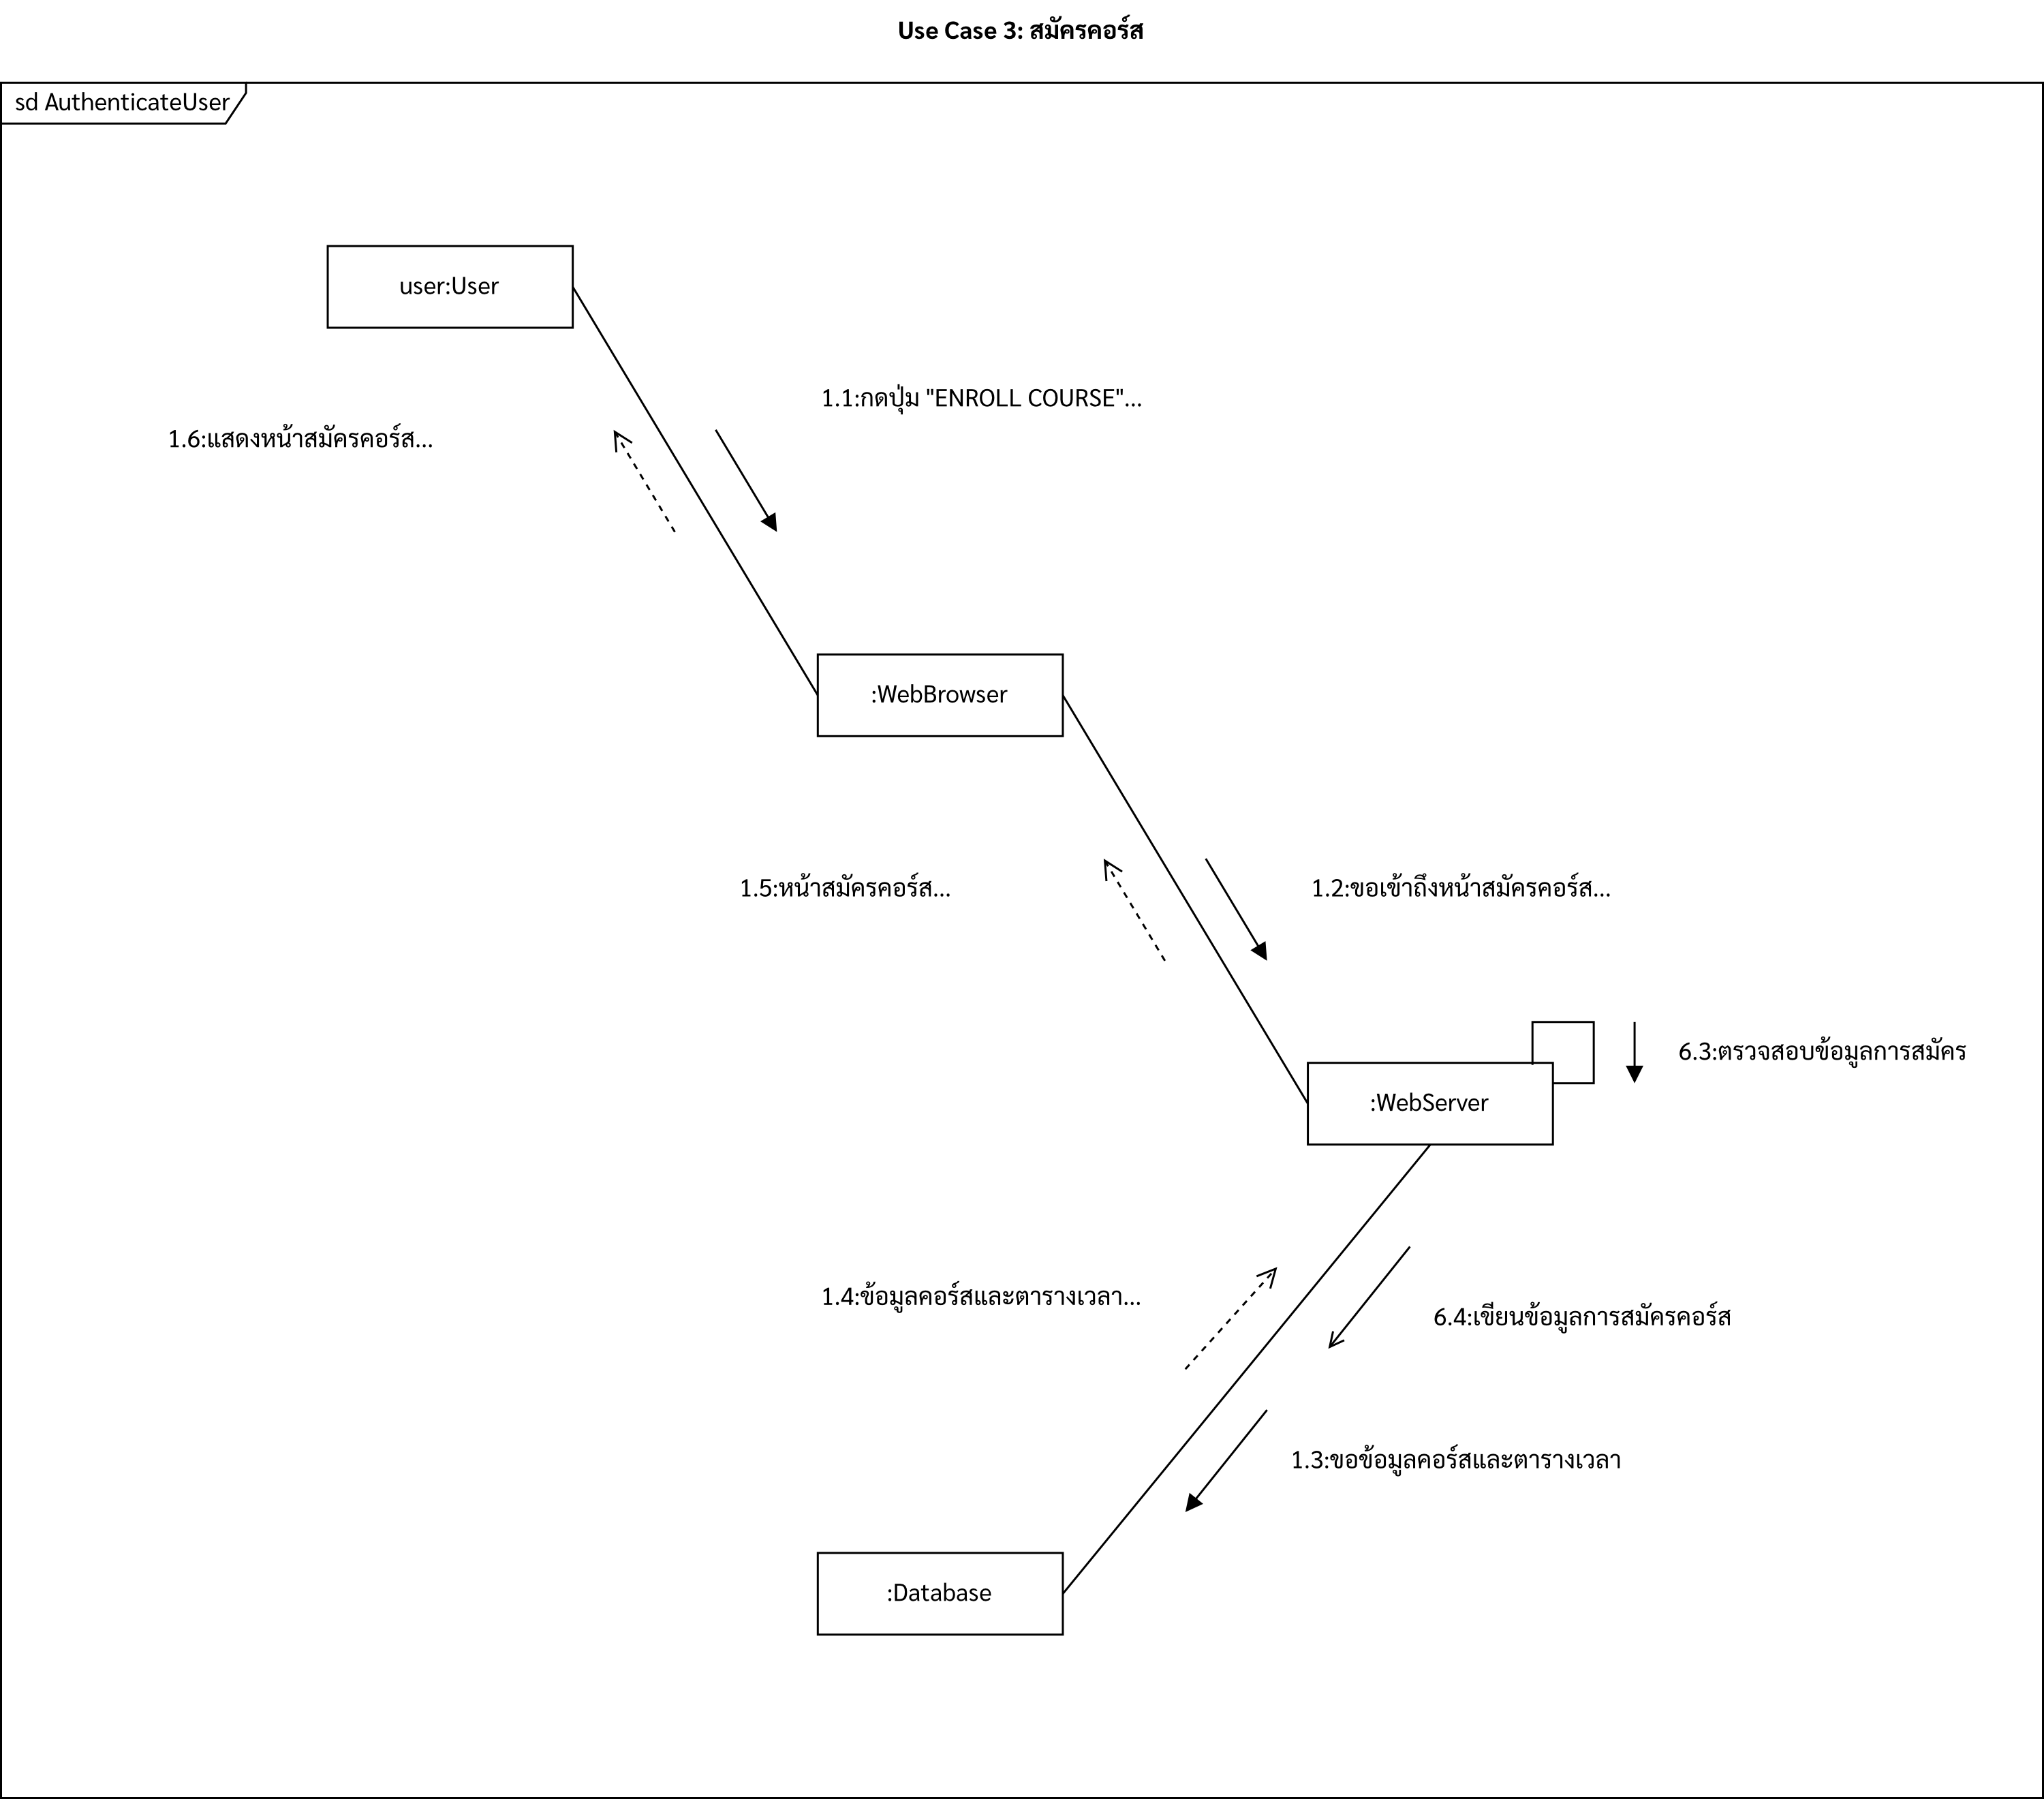 Use Case 3: สมัครคอร์ส
sd AuthenticateUser
user:User
1.1:กดปุ่ม "ENROLL COURSE"...
1.6:แสดงหน้าสมัครคอร์ส...
:WebBrowser
1.5:หน้าสมัครคอร์ส...
1.2:ขอเข้าถึงหน้าสมัครคอร์ส...
6.3:ตรวจสอบข้อมูลการสมัคร
:WebServer
1.4:ข้อมูลคอร์สและตารางเวลา...
6.4:เขียนข้อมูลการสมัครคอร์ส
1.3:ขอข้อมูลคอร์สและตารางเวลา
:Database